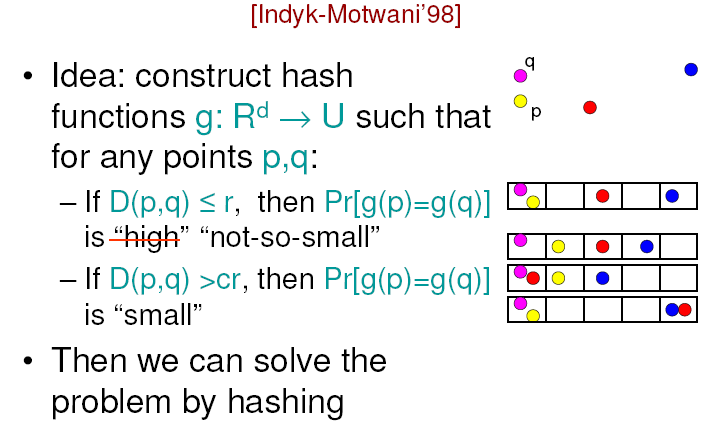 [Indyk-Motwani’98]
• Idea: construct hash
functions g: Rᵈ → U such that
for any points p,q:
– If D(p,q) ≤ r, then Pr[g(p)=g(q)]
is “high” “not-so-small”
– If D(p,q) >cr, then Pr[g(p)=g(q)]
is “small”
• Then we can solve the
problem by hashing
q
p